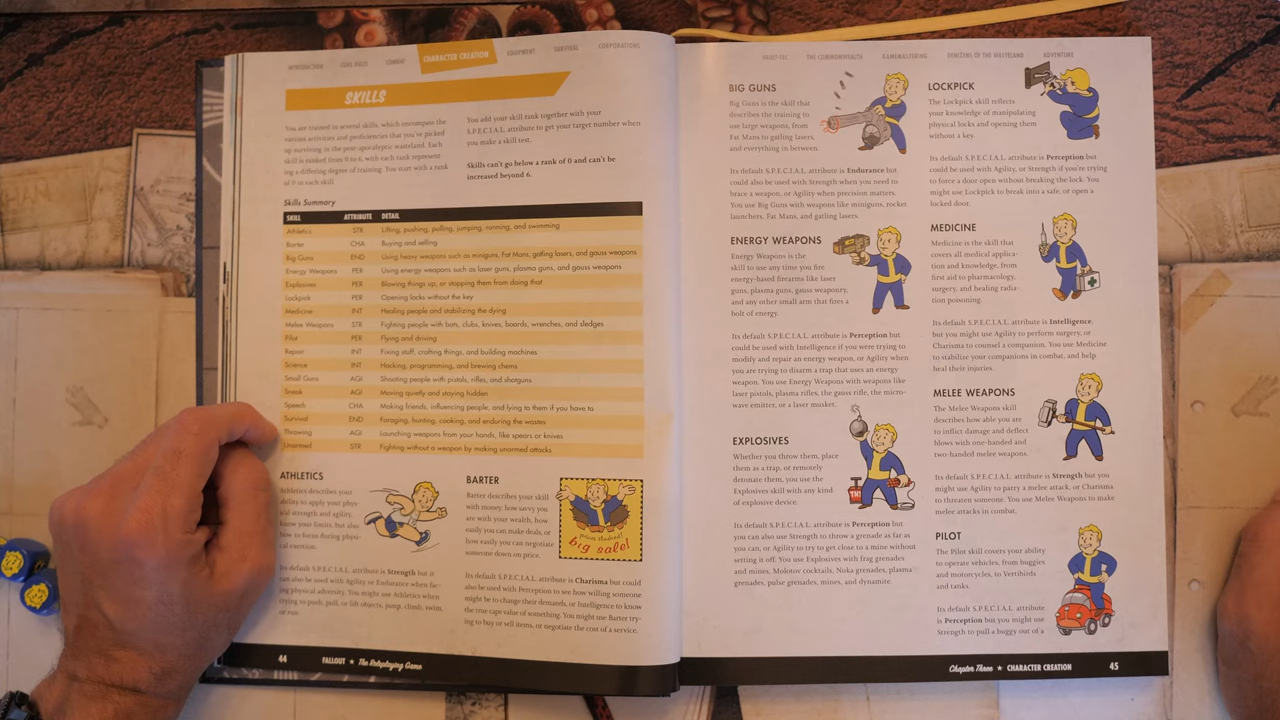 INTRODUCTION CORE RULES COMBAT CHARACTER CREATION EQUIPMENT SURVIVAL CORPORATIONS
SKILLS
You are trained in several skills, which encompass the
various activities and proficiencies that you've picked
up surviving in the post-apocalyptic wasteland. Each
skill is ranked from 0 to 6, with each rank represent-
ing a differing degree of training. You start with a rank
of 0 in each skill.
You add your skill rank together with your
S.P.E.C.I.A.L. attribute to get your target number when
you make a skill test.
Skills can't go below a rank of 0 and can't be
increased beyond 6.
Skills Summary
SKILL ATTRIBUTE DETAIL
Athletics STR Lifting, pushing, pulling, jumping, running, and swimming
Barter CHA Buying and selling
Big Guns END Using heavy weapons such as miniguns, Fat Mans, gatling lasers, and gauss weapons
Energy Weapons PER Using energy weapons such as laser guns, plasma guns, and gauss weapons
Explosives PER Blowing things up, or stopping them from doing that
Lockpick PER Opening locks without the key
Medicine INT Healing people and stabilizing the dying
Melee Weapons STR Fighting people with bats, clubs, knives, boards, wrenches, and sledges
Pilot PER Flying and driving
Repair INT Fixing stuff, crafting things, and building machines
Science INT Hacking, programming, and brewing chems
Small Guns AGI Shooting people with pistols, rifles, and shotguns
Sneak AGI Moving quietly and staying hidden
Speech CHA Making friends, influencing people, and lying to them if you have to
Survival END Foraging, hunting, cooking, and enduring the wastes
Throwing AGI Launching weapons from your hands, like spears or knives
Unarmed STR Fighting without a weapon by making unarmed attacks
ATHLETICS
Athletics describes your
ability to apply your phys-
ical strength and agility,
know your limits, but also
how to focus during physi-
cal exertion.
Its default S.P.E.C.I.A.L. attribute is Strength but it
can also be used with Agility or Endurance when fac-
ing physical adversity. You might use Athletics when
trying to push, pull, or lift objects, jump, climb, swim,
or run.
BARTER
Barter describes your skill
with money: how savvy you
are with your wealth, how
easily you can make deals, or
how easily you can negotiate
someone down on price.
prices slashed!
big sale!
Its default S.P.E.C.I.A.L. attribute is Charisma but could
also be used with Perception to see how willing someone
might be to change their demands, or Intelligence to know
the true caps value of something. You might use Barter try-
ing to buy or sell items, or negotiate the cost of a service.
44 FALLOUT ★ The Roleplaying Game
VAULT-TEC THE COMMONWEALTH GAMEMASTERING DENIZENS OF THE WASTELAND ADVENTURE
BIG GUNS
Big Guns is the skill that
describes the training to
use large weapons, from
Fat Mans to gatling lasers,
and everything in between.
Its default S.P.E.C.I.A.L. attribute is Endurance but
could also be used with Strength when you need to
brace a weapon, or Agility when precision matters.
You use Big Guns with weapons like miniguns, rocket
launchers, Fat Mans, and gatling lasers.
ENERGY WEAPONS
Energy Weapons is the
skill to use any time you fire
energy-based firearms like laser
guns, plasma guns, gauss weaponry,
and any other small arm that fires a
bolt of energy.
Its default S.P.E.C.I.A.L. attribute is Perception but
could be used with Intelligence if you were trying to
modify and repair an energy weapon, or Agility when
you are trying to disarm a trap that uses an energy
weapon. You use Energy Weapons with weapons like
laser pistols, plasma rifles, the gauss rifle, the micro-
wave emitter, or a laser musket.
EXPLOSIVES
Whether you throw them, place
them as a trap, or remotely
detonate them, you use the
Explosives skill with any kind
of explosive device.
TNT
Its default S.P.E.C.I.A.L. attribute is Perception but
you can also use Strength to throw a grenade as far as
you can, or Agility to try to get close to a mine without
setting it off. You use Explosives with frag grenades
and mines, Molotov cocktails, Nuka grenades, plasma
grenades, pulse grenades, mines, and dynamite.
LOCKPICK
The Lockpick skill reflects
your knowledge of manipulating
physical locks and opening them
without a key.
Its default S.P.E.C.I.A.L. attribute is Perception but
could be used with Agility, or Strength if you're trying
to force a door open without breaking the lock. You
might use Lockpick to break into a safe, or open a
locked door.
MEDICINE
Medicine is the skill that
covers all medical applica-
tion and knowledge, from
first aid to pharmacology,
surgery, and healing radia-
tion poisoning.
Its default S.P.E.C.I.A.L. attribute is Intelligence,
but you might use Agility to perform surgery, or
Charisma to counsel a companion. You use Medicine
to stabilize your companions in combat, and help
heal their injuries.
MELEE WEAPONS
The Melee Weapons skill
describes how able you are
to inflict damage and deflect
blows with one-handed and
two-handed melee weapons.
Its default S.P.E.C.I.A.L. attribute is Strength but you
might use Agility to parry a melee attack, or Charisma
to threaten someone. You use Melee Weapons to make
melee attacks in combat.
PILOT
The Pilot skill covers your ability
to operate vehicles, from buggies
and motorcycles, to Vertibirds
and tanks.
Its default S.P.E.C.I.A.L. attribute
is Perception but you might use
Strength to pull a buggy out of a
Chapter Three ★ CHARACTER CREATION 45